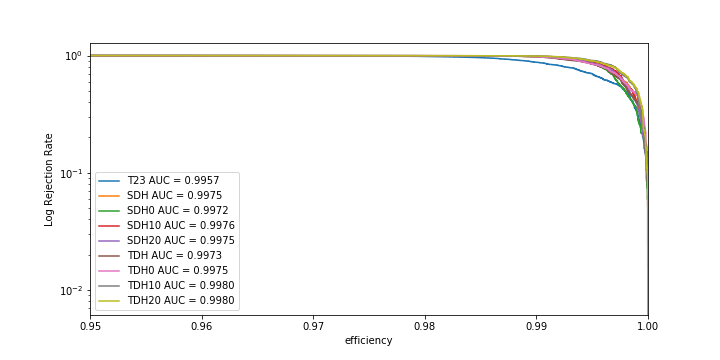 10⁰
10⁻¹
10⁻²
Log Rejection Rate
T23 AUC = 0.9957
SDH AUC = 0.9975
SDH0 AUC = 0.9972
SDH10 AUC = 0.9976
SDH20 AUC = 0.9975
TDH AUC = 0.9973
TDH0 AUC = 0.9975
TDH10 AUC = 0.9980
TDH20 AUC = 0.9980
0.95 0.96 0.97 0.98 0.99 1.00
efficiency